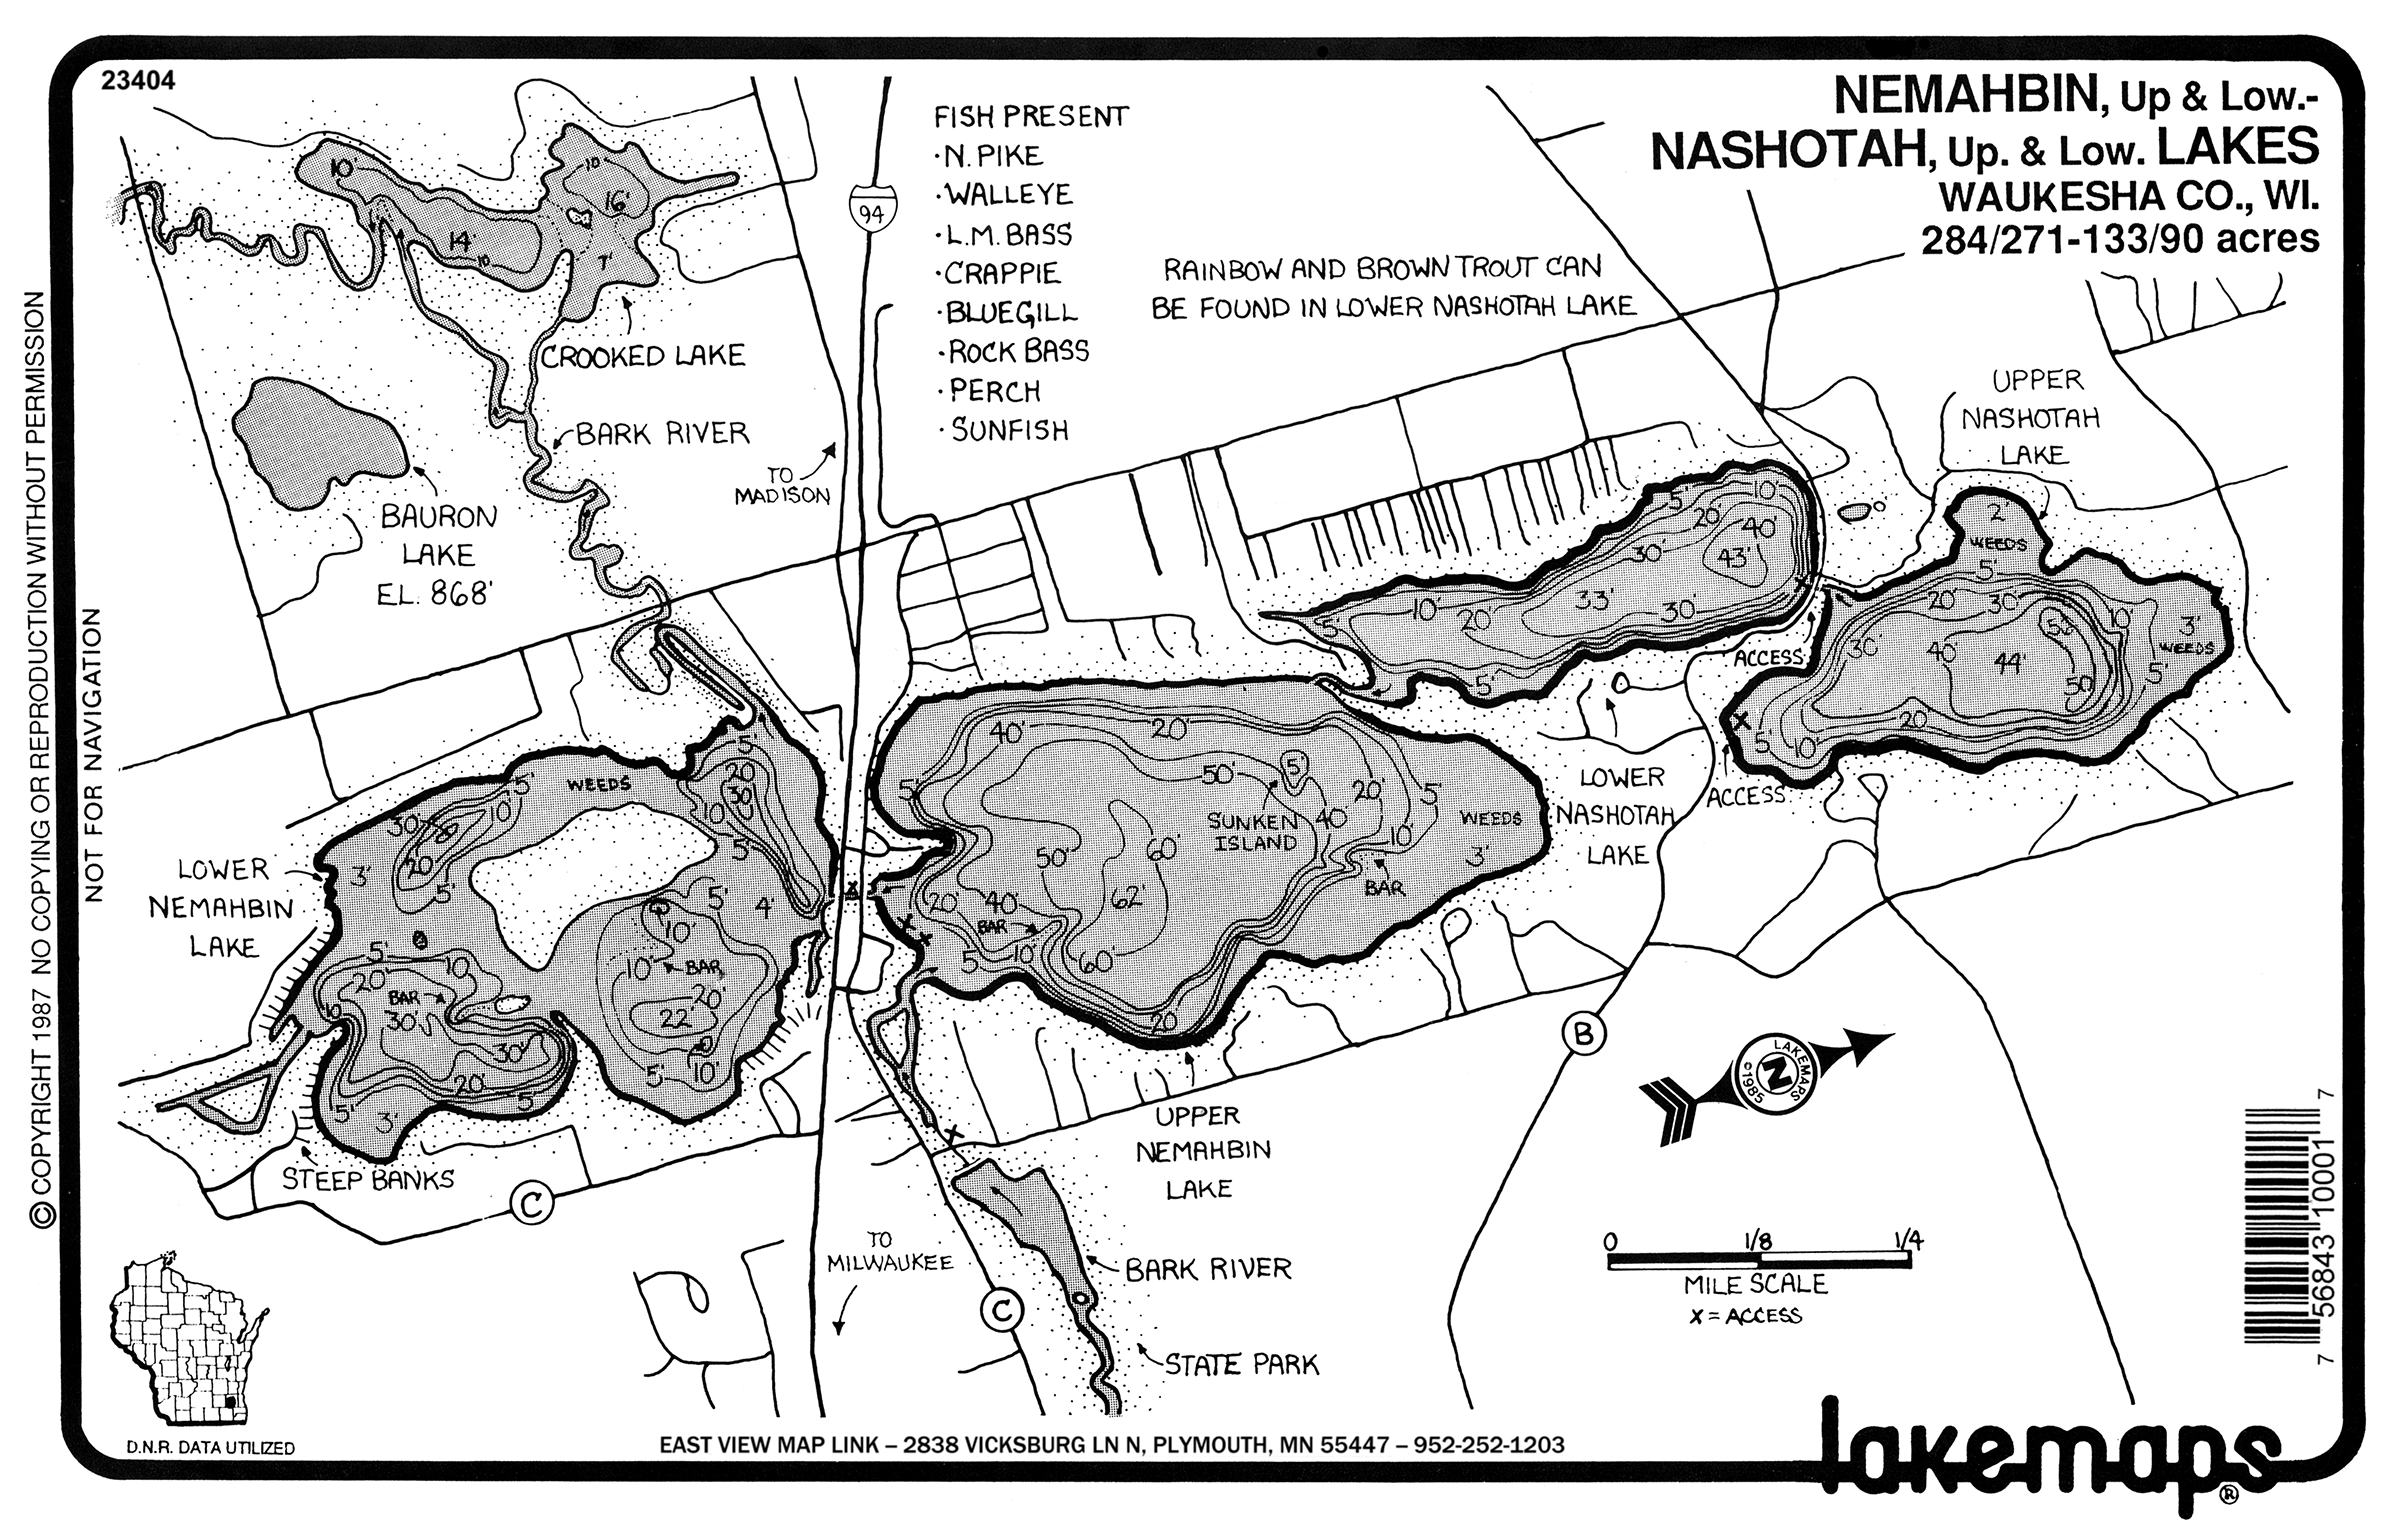 23404
NEMAHBIN, Up & Low.-
NASHOTAH, Up. & Low. LAKES
WAUKESHA CO., WI.
284/271-133/90 acres
FISH PRESENT
·N. PIKE
·WALLEYE
·L.M. BASS
·CRAPPIE
·BLUEGILL
·ROCK BASS
·PERCH
·SUNFISH
RAINBOW AND BROWN TROUT CAN
BE FOUND IN LOWER NASHOTAH LAKE
94
10'
14'
10
10
16'
7'
CROOKED LAKE
BARK RIVER
TO
MADISON
BAURON
LAKE
EL. 868'
UPPER
NASHOTAH
LAKE
2'
WEEDS
5'
20'
30'
10'
3'
WEEDS
5'
30'
40'
44'
50'
20'
5'
10'
5'
10'
20'
40'
43'
30'
33'
30'
10'
20'
5'
5'
ACCESS
ACCESS
LOWER
NASHOTAH
LAKE
40'
20'
50'
5'
SUNKEN
ISLAND
5'
20'
40'
10'
5'
WEEDS
3'
BAR
50'
60'
62'
20'
40'
BAR
5'
10'
60'
20'
UPPER
NEMAHBIN
LAKE
WEEDS
5'
10'
30'
20'
5'
3'
5'
20'
30'
10'
5'
5'
4'
10'
10'
BAR
20'
22'
5'
10'
5'
20'
10'
BAR
30'
30'
20'
5'
5'
3'
LOWER
NEMAHBIN
LAKE
STEEP BANKS
C
C
B
TO
MILWAUKEE
BARK RIVER
STATE PARK
LAKEMAPS
©1985
N
0 1/8 1/4
MILE SCALE
X = ACCESS
7 56843 10001 7
D.N.R. DATA UTILIZED
EAST VIEW MAP LINK – 2838 VICKSBURG LN N, PLYMOUTH, MN 55447 – 952-252-1203
lakemaps®
© COPYRIGHT 1987 NO COPYING OR REPRODUCTION WITHOUT PERMISSION
NOT FOR NAVIGATION